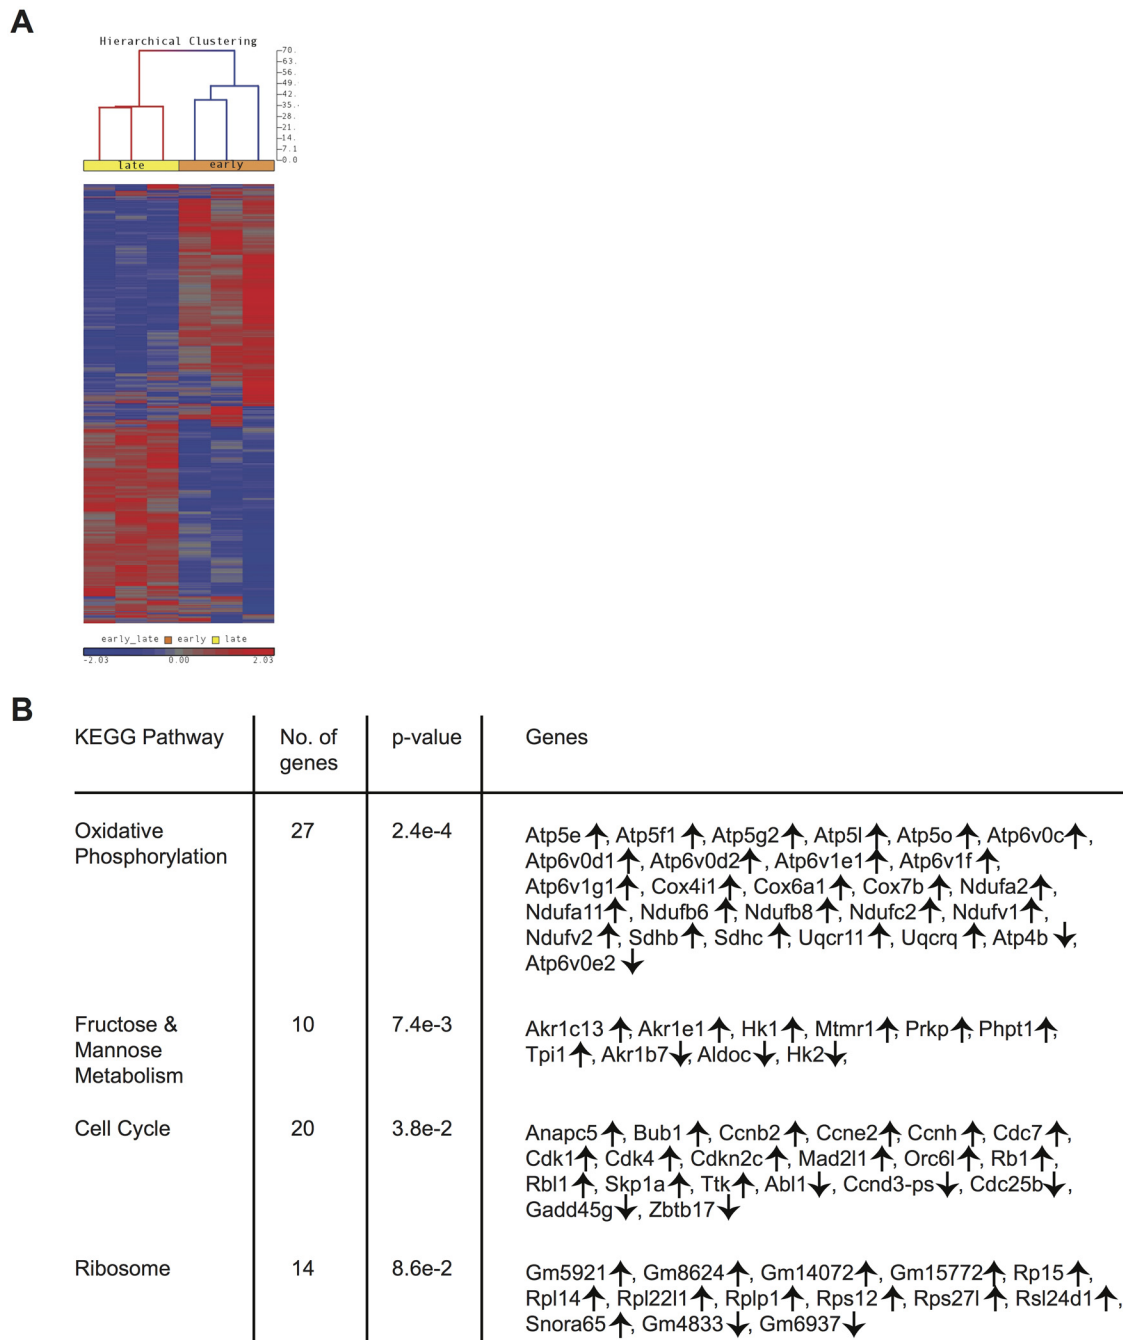 A
Hierarchical Clustering
70.
63.
56.
49.
42.
35.
28.
21.
14.
7.1
0.0
late early
early_late early late
-2.03 0.00 2.03
B
KEGG Pathway No. of genes p-value Genes
Oxidative Phosphorylation 27 2.4e-4
Atp5e↑, Atp5f1↑, Atp5g2↑, Atp5l↑, Atp5o↑, Atp6v0c↑,
Atp6v0d1↑, Atp6v0d2↑, Atp6v1e1↑, Atp6v1f↑,
Atp6v1g1↑, Cox4i1↑, Cox6a1↑, Cox7b↑, Ndufa2↑,
Ndufa11↑, Ndufb6↑, Ndufb8↑, Ndufc2↑, Ndufv1↑,
Ndufv2↑, Sdhb↑, Sdhc↑, Uqcr11↑, Uqcrq↑, Atp4b↓,
Atp6v0e2↓
Fructose & Mannose Metabolism 10 7.4e-3
Akr1c13↑, Akr1e1↑, Hk1↑, Mtmr1↑, Prkp↑, Phpt1↑,
Tpi1↑, Akr1b7↓, Aldoc↓, Hk2↓,
Cell Cycle 20 3.8e-2
Anapc5↑, Bub1↑, Ccnb2↑, Ccne2↑, Ccnh↑, Cdc7↑,
Cdk1↑, Cdk4↑, Cdkn2c↑, Mad2l1↑, Orc6l↑, Rb1↑,
Rbl1↑, Skp1a↑, Ttk↑, Abl1↓, Ccnd3-ps↓, Cdc25b↓,
Gadd45g↓, Zbtb17↓
Ribosome 14 8.6e-2
Gm5921↑, Gm8624↑, Gm14072↑, Gm15772↑, Rp15↑,
Rpl14↑, Rpl22l1↑, Rplp1↑, Rps12↑, Rps27l↑, Rsl24d1↑,
Snora65↑, Gm4833↓, Gm6937↓